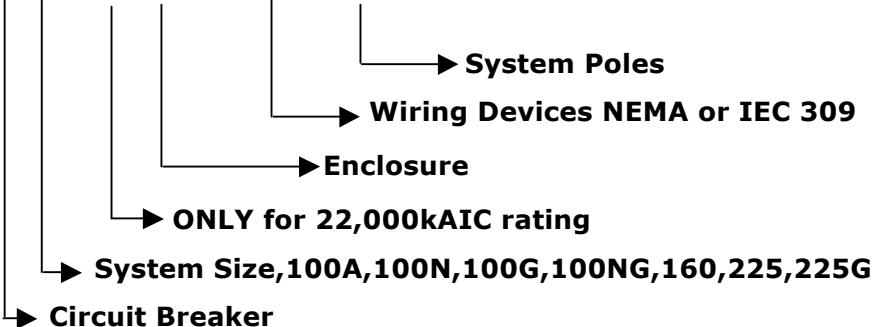 System Poles
Wiring Devices NEMA or IEC 309
Enclosure
ONLY for 22,000kAIC rating
System Size,100A,100N,100G,100NG,160,225,225G
Circuit Breaker